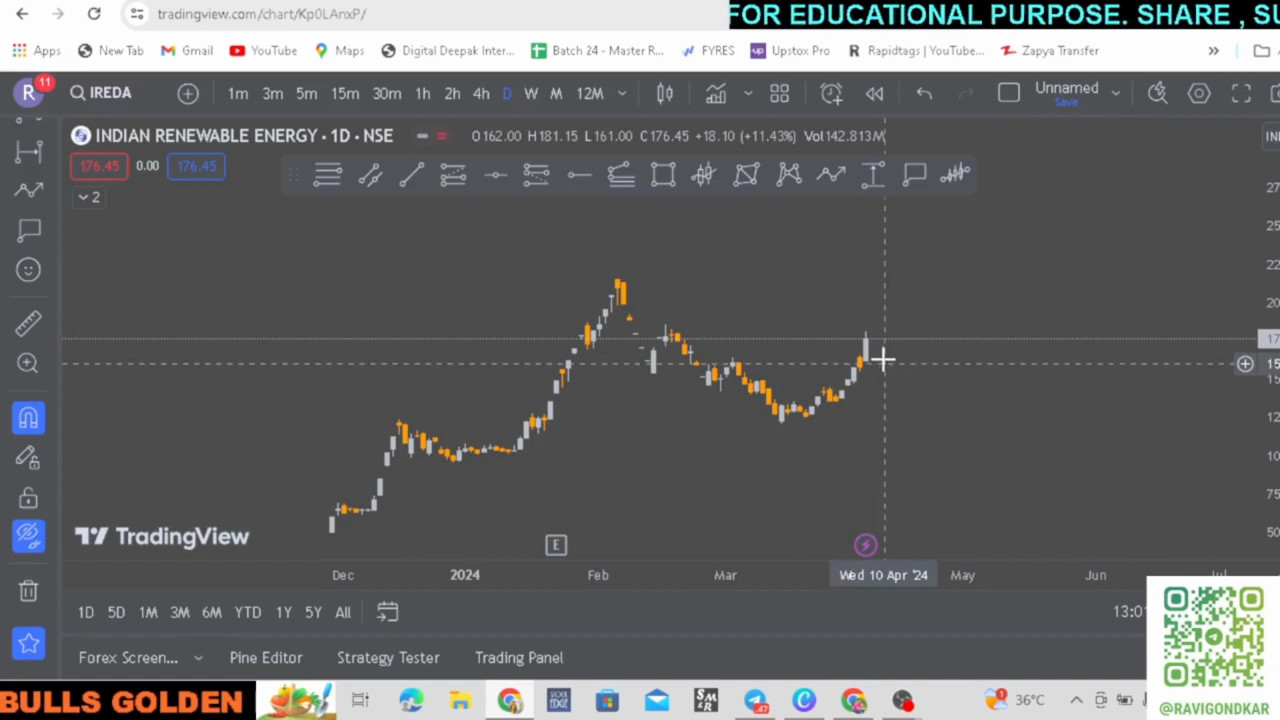 tradingview.com/chart/Kp0LAnxP/
FOR EDUCATIONAL PURPOSE. SHARE , SU
Apps New Tab Gmail YouTube Maps Digital Deepak Inter... Batch 24 - Master R... FYRES Upstox Pro Rapidtags | YouTube... Zapya Transfer »
R 11 IREDA 1m 3m 5m 15m 30m 1h 2h 4h D W M 12M Unnamed
Save
INDIAN RENEWABLE ENERGY · 1D · NSE O162.00 H181.15 L161.00 C176.45 +18.10 (+11.43%) Vol142.813M
176.45 0.00 176.45
2
TradingView
E
Dec 2024 Feb Mar Wed 10 Apr '24 May Jun Jul
1D 5D 1M 3M 6M YTD 1Y 5Y All 13:01
Forex Screen... Pine Editor Strategy Tester Trading Panel
BULLS GOLDEN
36°C
@RAVIGONDKAR